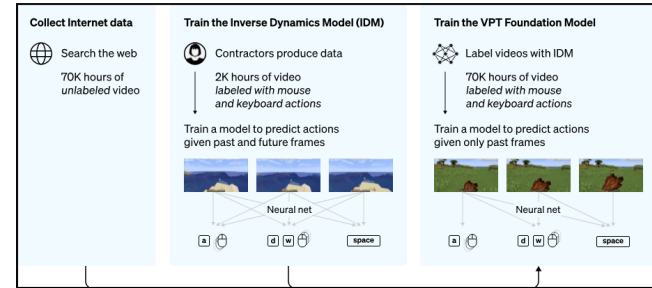 Collect Internet data
Search the web
70K hours of
unlabeled video
Train the Inverse Dynamics Model (IDM)
Contractors produce data
2K hours of video
labeled with mouse
and keyboard actions
Train a model to predict actions
given past and future frames
Neural net
a
d
w
space
Train the VPT Foundation Model
Label videos with IDM
70K hours of video
labeled with mouse
and keyboard actions
Train a model to predict actions
given only past frames
Neural net
a
d
w
space